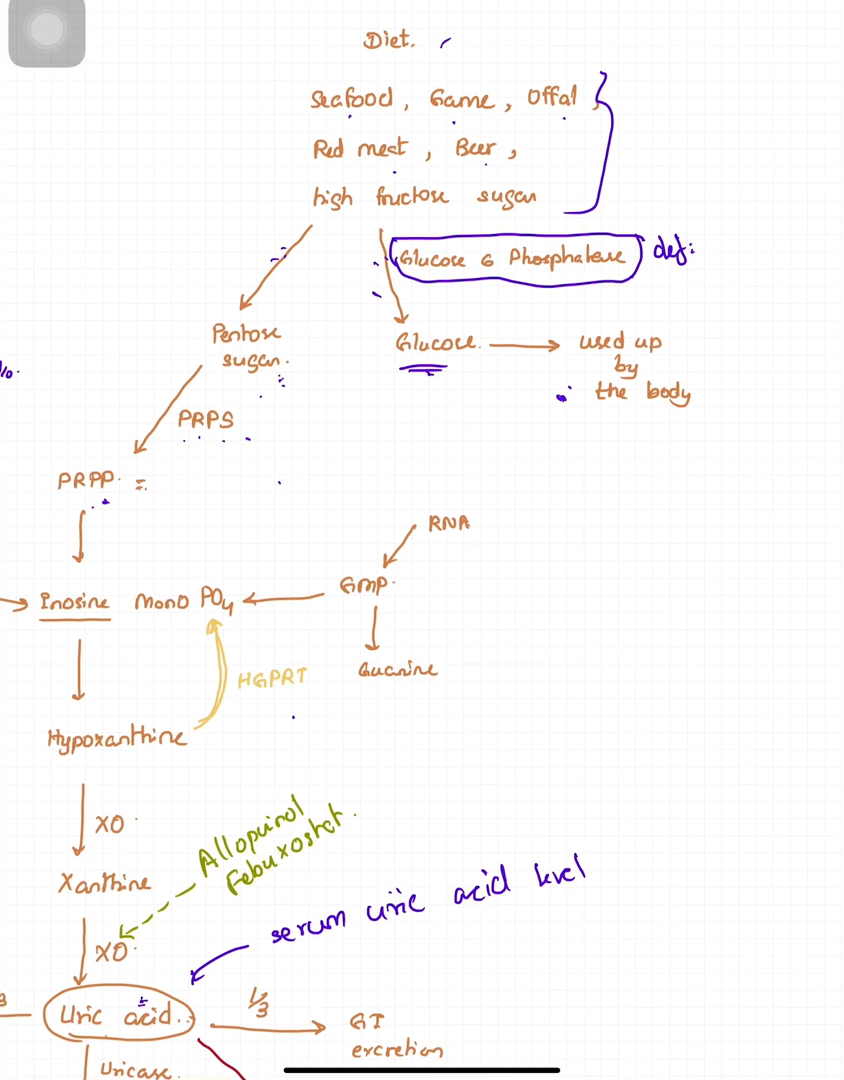 Diet.
Seafood, Game, Offal
Red meat, Beer,
high fructose sugar
Glucose 6 Phosphatase def:
Pentose
sugar.
Glucose. used up
by
the body
%.
PRPS
PRPP.
RNA
GMP.
Inosine Mono PO4
Guanine
HGPRT
Hypoxanthine
XO
Allopurinol
Febuxostat.
Xanthine
serum uric acid level
XO
3
Uric acid..
1/3
GI
excretion
Uricase.